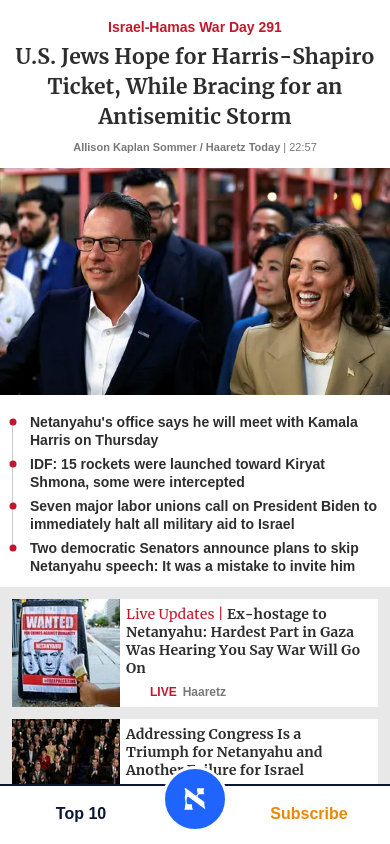 Israel-Hamas War Day 291
U.S. Jews Hope for Harris-Shapiro
Ticket, While Bracing for an
Antisemitic Storm
Allison Kaplan Sommer / Haaretz Today | 22:57
Netanyahu's office says he will meet with Kamala
Harris on Thursday
IDF: 15 rockets were launched toward Kiryat
Shmona, some were intercepted
Seven major labor unions call on President Biden to
immediately halt all military aid to Israel
Two democratic Senators announce plans to skip
Netanyahu speech: It was a mistake to invite him
WANTED
NETANYAHU
Live Updates | Ex-hostage to
Netanyahu: Hardest Part in Gaza
Was Hearing You Say War Will Go
On
LIVE Haaretz
Addressing Congress Is a
Triumph for Netanyahu and
Another Failure for Israel
Top 10
Subscribe